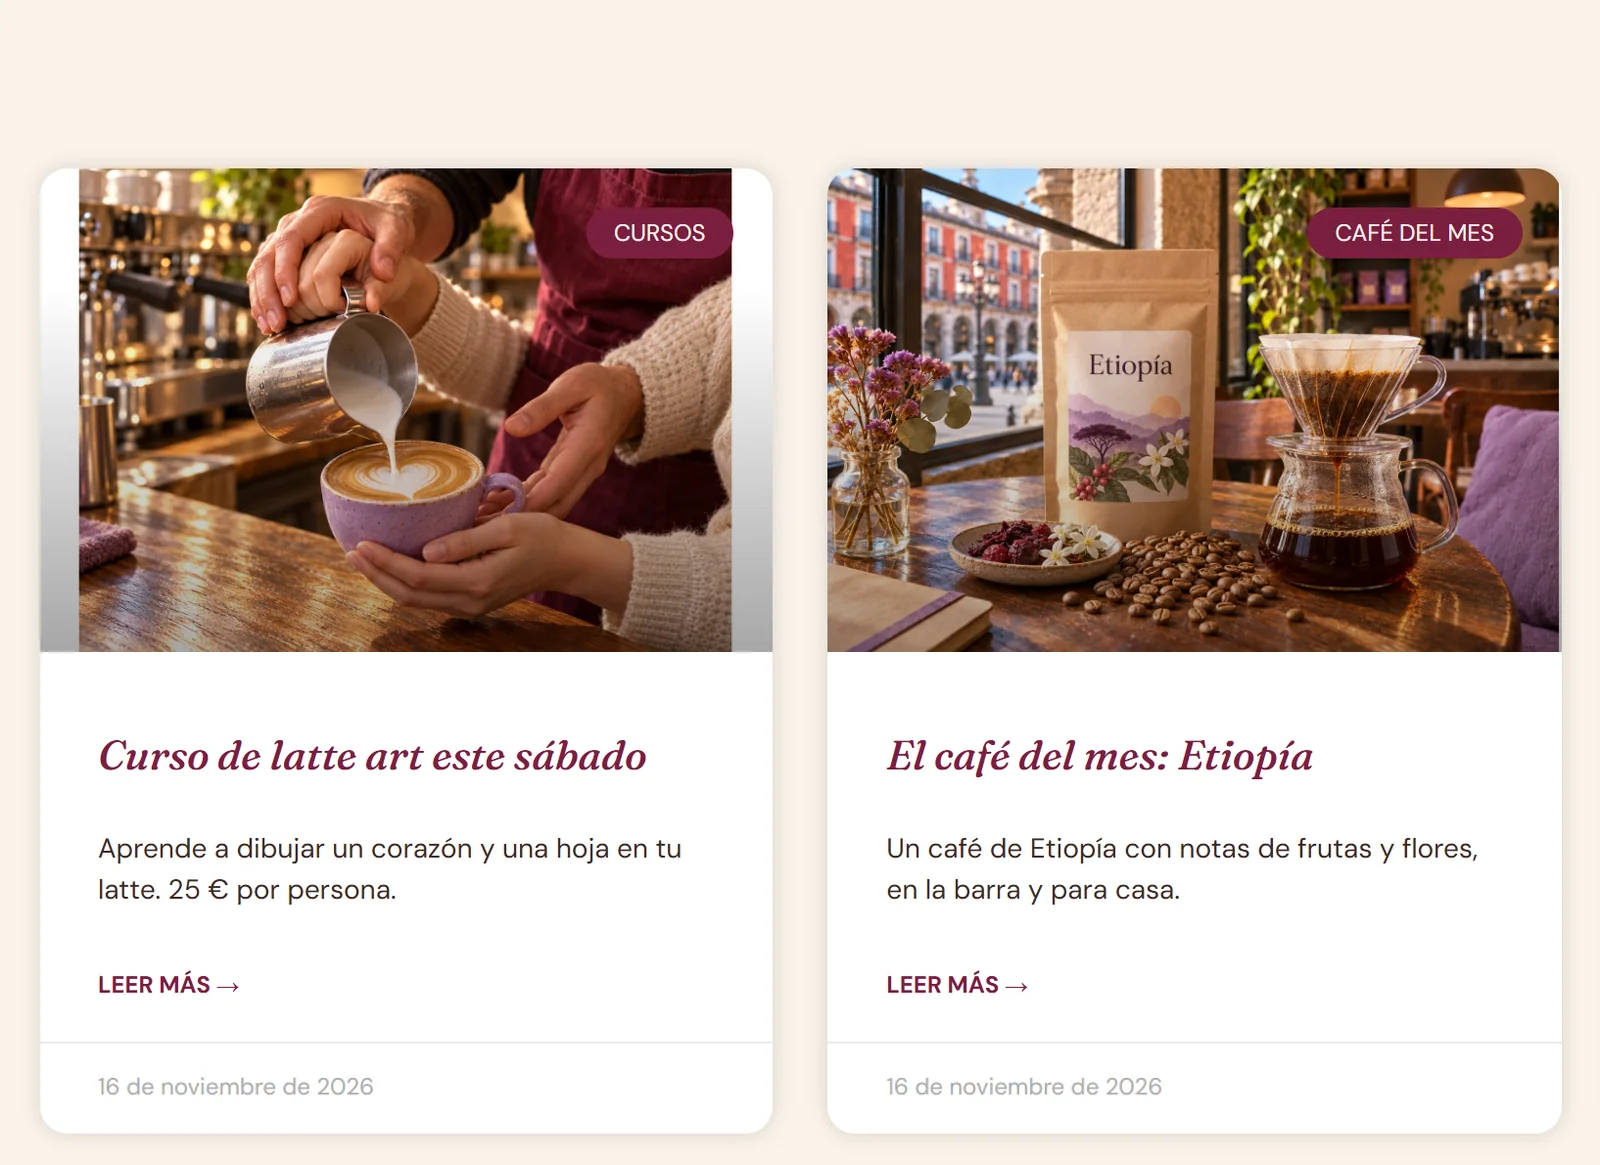 CURSOS
Curso de latte art este sábado
Aprende a dibujar un corazón y una hoja en tu
latte. 25 € por persona.
LEER MÁS →
16 de noviembre de 2026
CAFÉ DEL MES
Etiopía
El café del mes: Etiopía
Un café de Etiopía con notas de frutas y flores,
en la barra y para casa.
LEER MÁS →
16 de noviembre de 2026